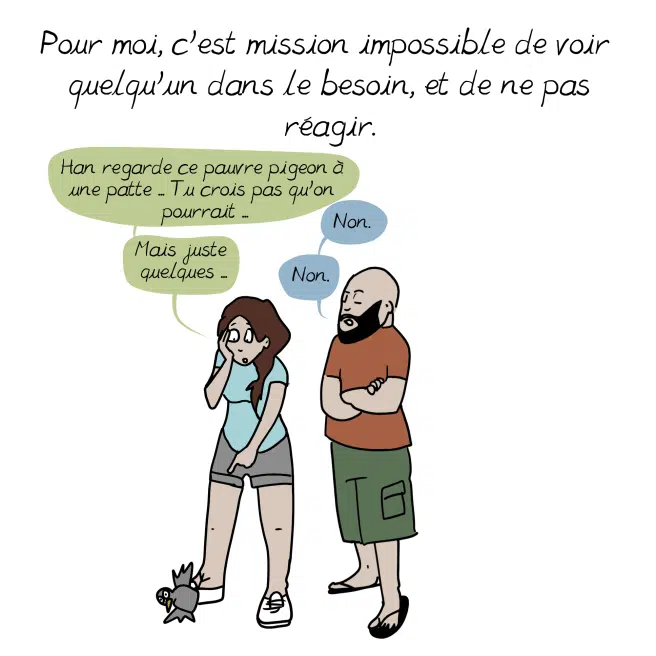 Pour moi, c'est mission impossible de voir
quelqu'un dans le besoin, et de ne pas
réagir.
Han regarde ce pauvre pigeon à
une patte ... Tu crois pas qu'on
pourrait ...
Non.
Mais juste
quelques ...
Non.